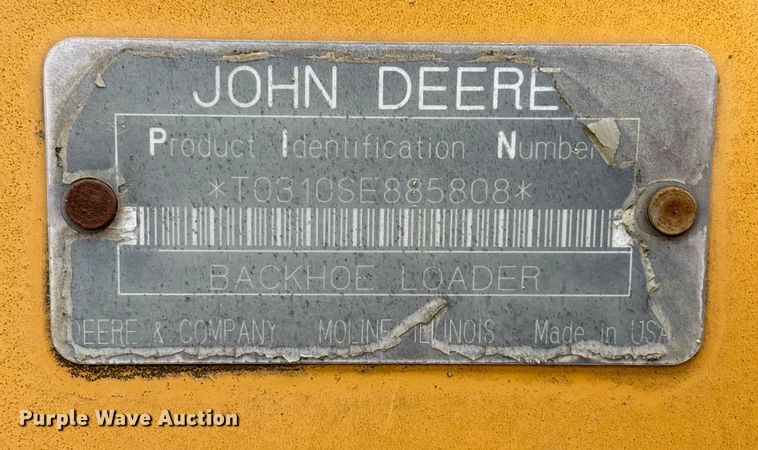 JOHN DEERE
Product Identification Number
*T0310SE885808*
BACKHOE LOADER
DEERE & COMPANY MOLINE ILLINOIS Made in USA
Purple Wave Auction